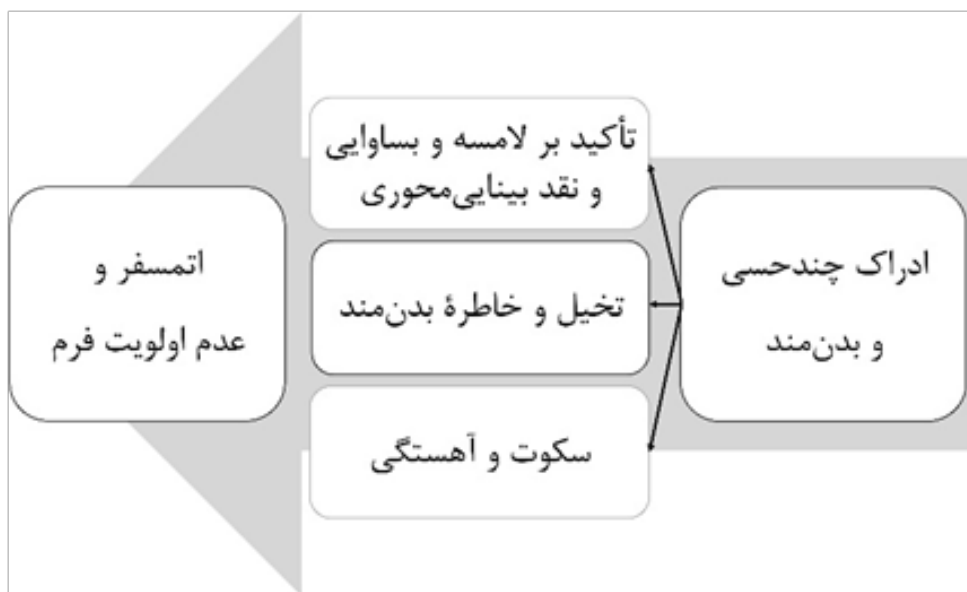 ادراک چندحسی
و بدن‌مند
تأکید بر لامسه و بساوایی
و نقد بینایی‌محوری
تخیل و خاطرهٔ بدن‌مند
سکوت و آهستگی
اتمسفر و
عدم اولویت فرم